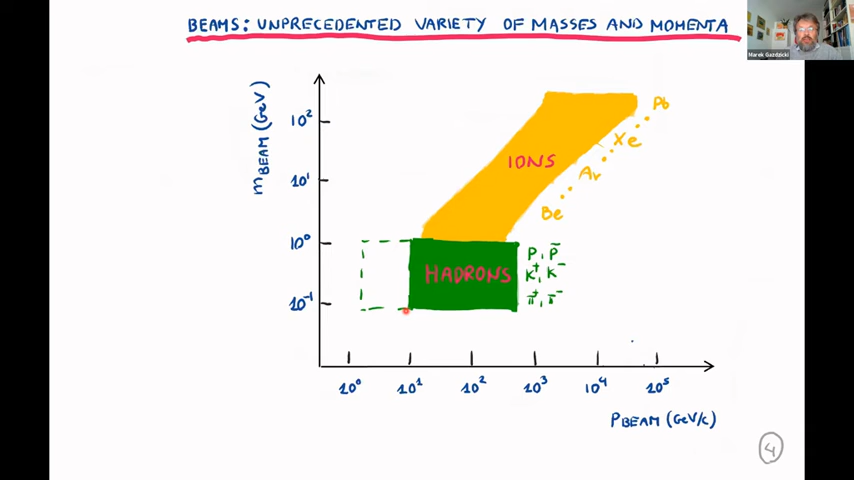 BEAMS: UNPRECEDENTED VARIETY OF MASSES AND MOMENTA
Marek Gazdzicki
mBEAM (GeV)
10²
10¹
10⁰
10⁻¹
IONS
Pb
Xe
Ar
Be
HADRONS
p, p̄
K⁺, K⁻
π⁺, π⁻
10⁰ 10¹ 10² 10³ 10⁴ 10⁵
PBEAM (GeV/c)
4